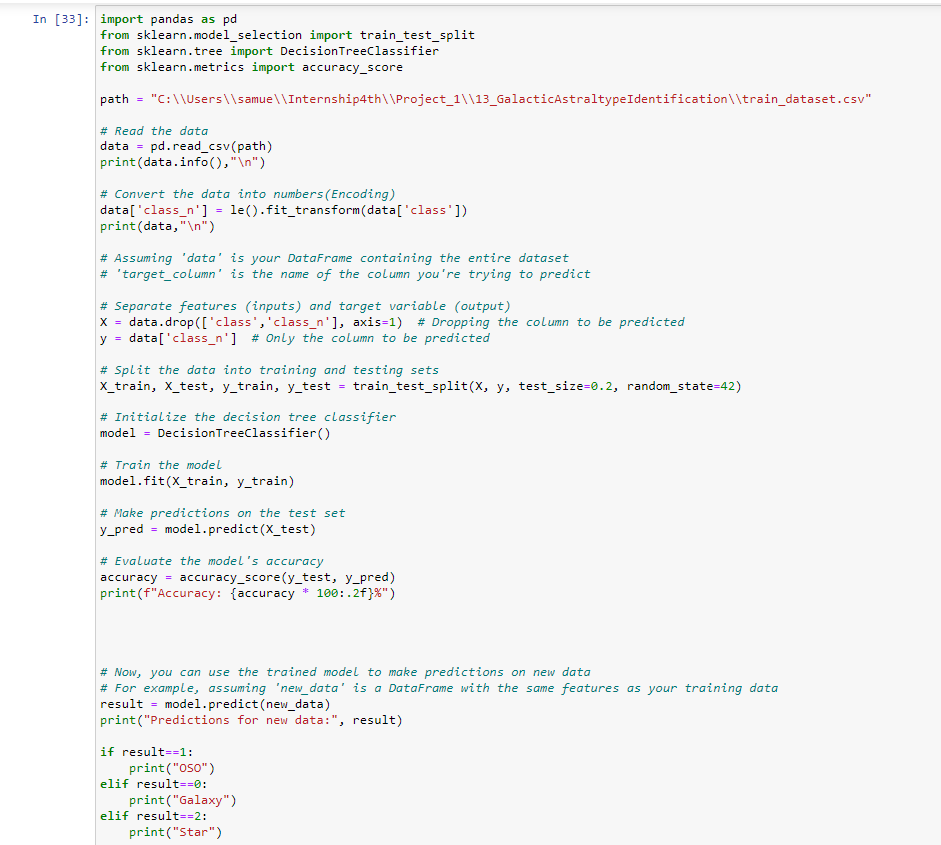 In [33]: import pandas as pd
from sklearn.model_selection import train_test_split
from sklearn.tree import DecisionTreeClassifier
from sklearn.metrics import accuracy_score

path = "C:\\Users\\samue\\Internship4th\\Project_1\\13_GalacticAstraltypeIdentification\\train_dataset.csv"

# Read the data
data = pd.read_csv(path)
print(data.info(),"\n")

# Convert the data into numbers(Encoding)
data['class_n'] = le().fit_transform(data['class'])
print(data,"\n")

# Assuming 'data' is your DataFrame containing the entire dataset
# 'target_column' is the name of the column you're trying to predict

# Separate features (inputs) and target variable (output)
X = data.drop(['class','class_n'], axis=1)  # Dropping the column to be predicted
y = data['class_n']  # Only the column to be predicted

# Split the data into training and testing sets
X_train, X_test, y_train, y_test = train_test_split(X, y, test_size=0.2, random_state=42)

# Initialize the decision tree classifier
model = DecisionTreeClassifier()

# Train the model
model.fit(X_train, y_train)

# Make predictions on the test set
y_pred = model.predict(X_test)

# Evaluate the model's accuracy
accuracy = accuracy_score(y_test, y_pred)
print(f"Accuracy: {accuracy * 100:.2f}%")

# Now, you can use the trained model to make predictions on new data
# For example, assuming 'new_data' is a DataFrame with the same features as your training data
result = model.predict(new_data)
print("Predictions for new data:", result)

if result==1:
    print("OSO")
elif result==0:
    print("Galaxy")
elif result==2:
    print("Star")